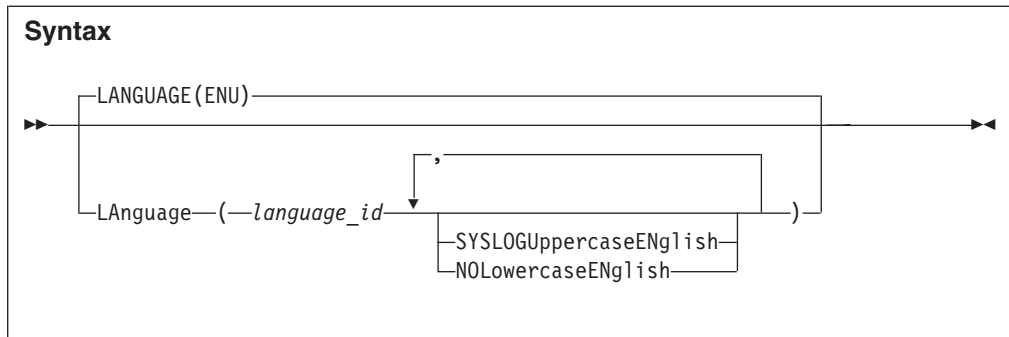 Syntax
LANGUAGE(ENU)
,
LAnguage ( language_id )
SYSLOGUppercaseENglish
NOLowercaseENglish